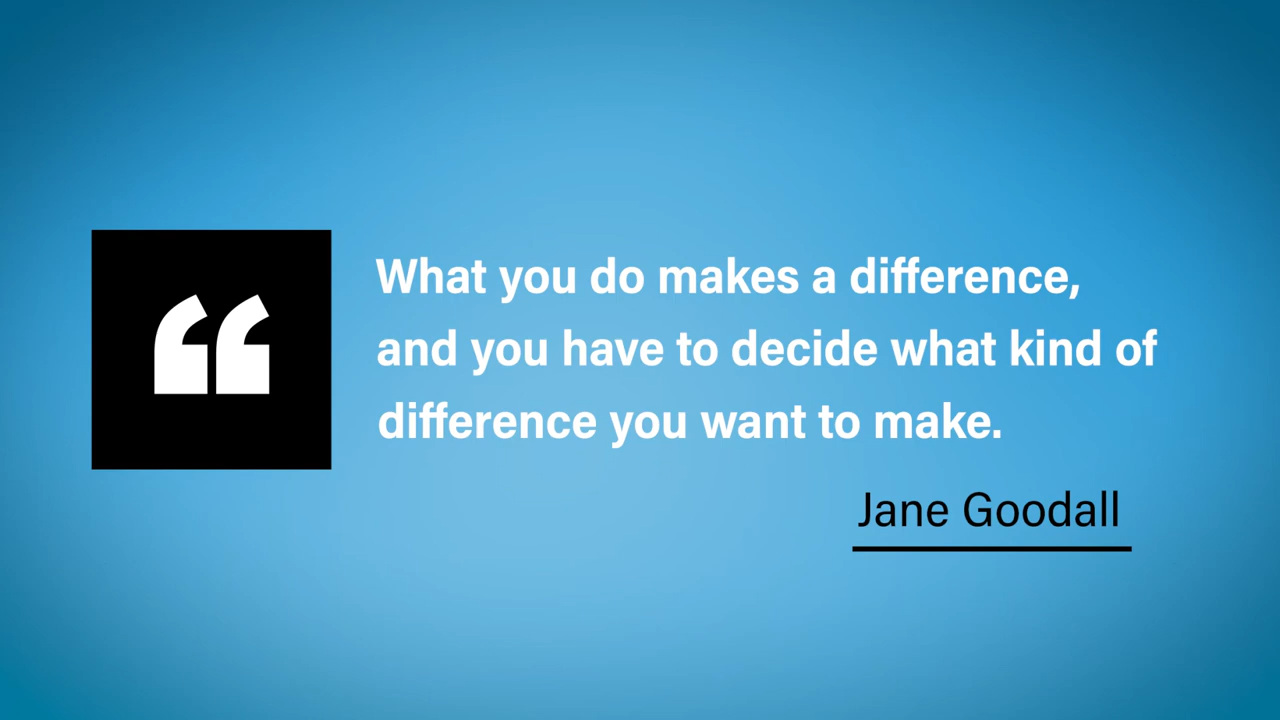 “
What you do makes a difference,
and you have to decide what kind of
difference you want to make.
Jane Goodall